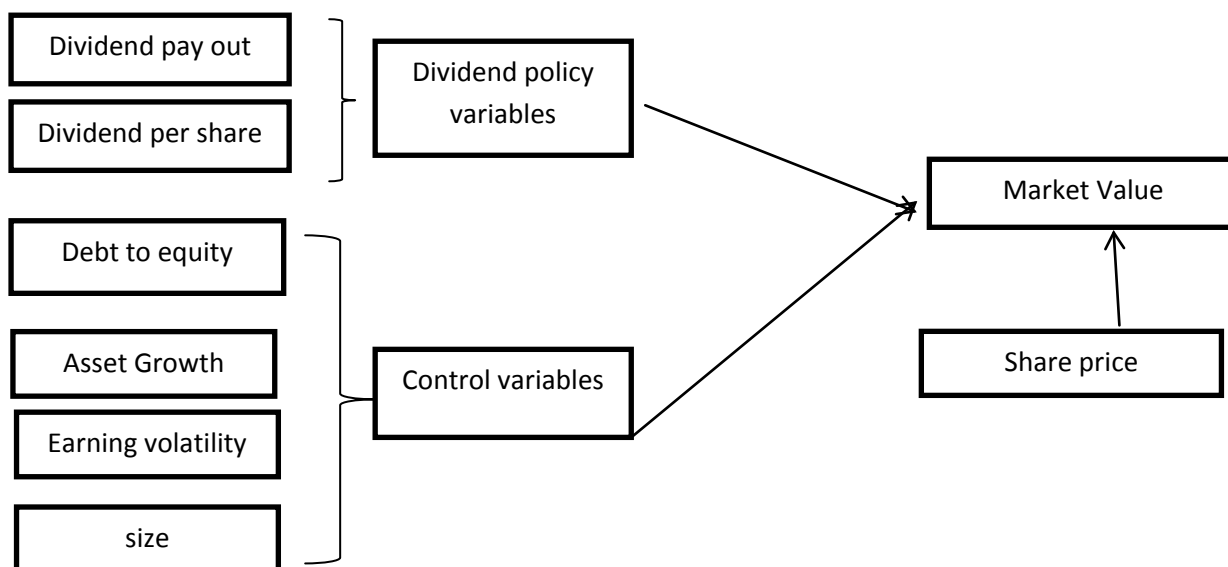 Dividend pay out
Dividend per share
Dividend policy
variables
Debt to equity
Asset Growth
Earning volatility
size
Control variables
Market Value
Share price